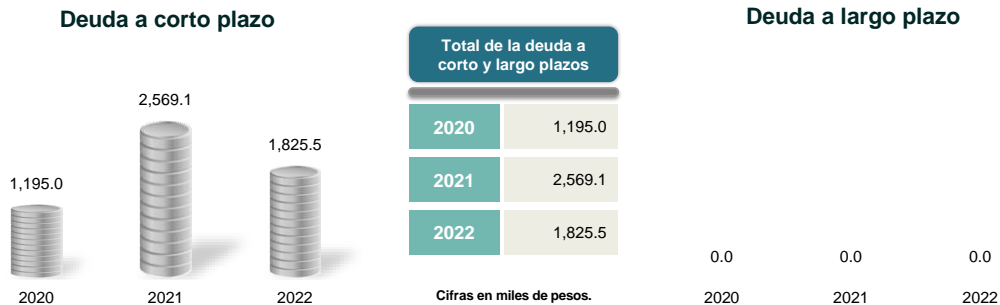 Deuda a corto plazo
2,569.1
1,825.5
1,195.0
2020 2021 2022
Total de la deuda a
corto y largo plazos
2020 1,195.0
2021 2,569.1
2022 1,825.5
Cifras en miles de pesos.
Deuda a largo plazo
0.0 0.0 0.0
2020 2021 2022